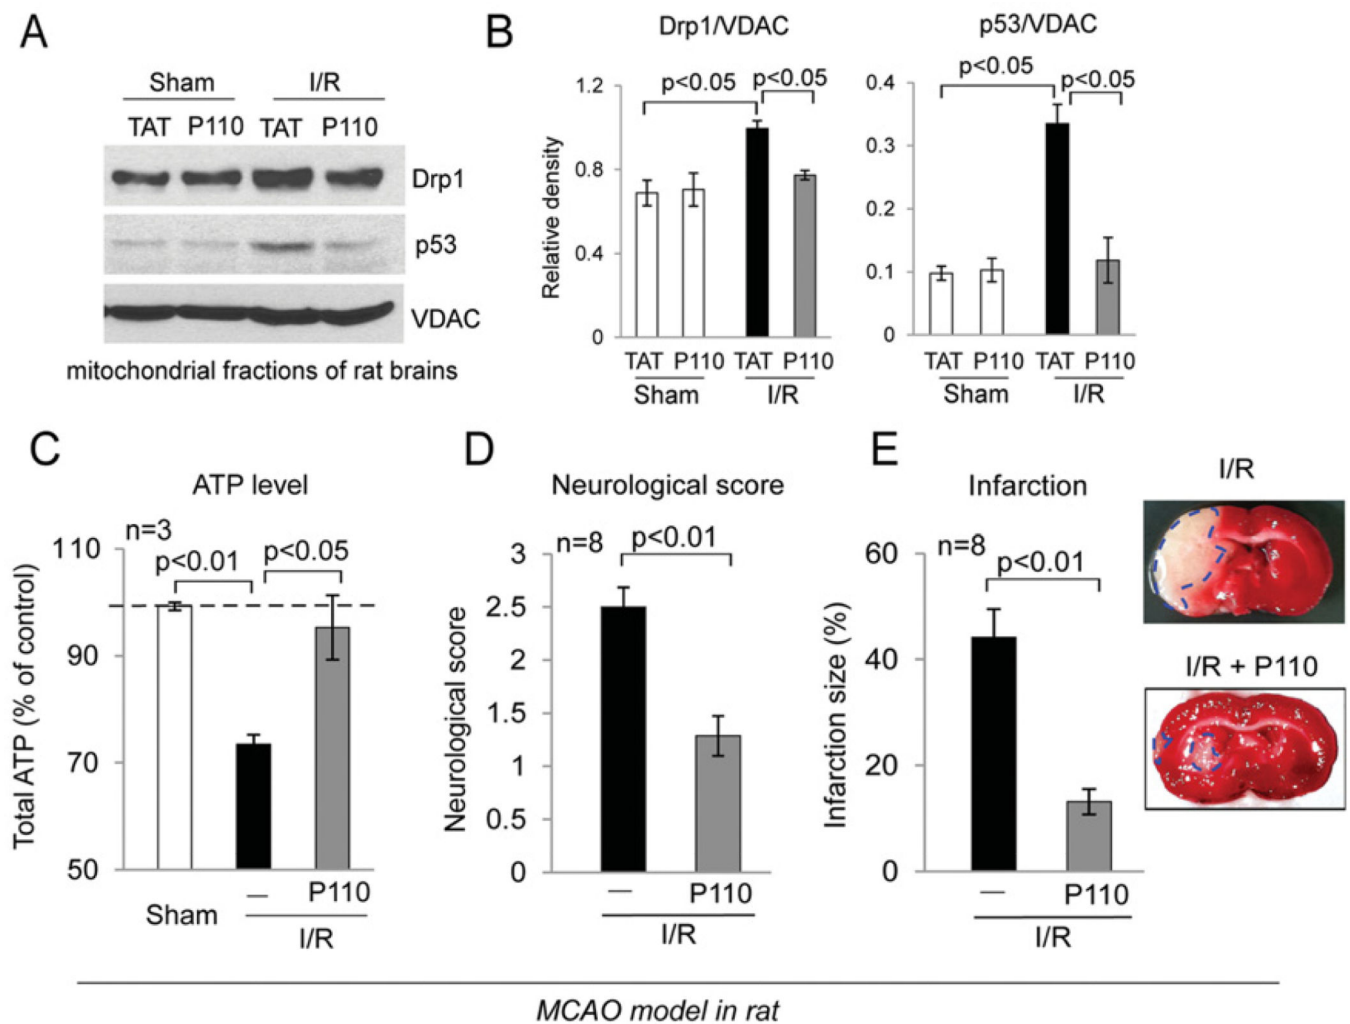 A
Sham I/R
TAT P110 TAT P110
Drp1
p53
VDAC
mitochondrial fractions of rat brains
B
Drp1/VDAC
Relative density
1.2
0.8
0.4
0
p<0.05
p<0.05
TAT P110 TAT P110
Sham I/R
p53/VDAC
0.4
0.3
0.2
0.1
0
p<0.05
p<0.05
TAT P110 TAT P110
Sham I/R
C
ATP level
n=3
p<0.01
p<0.05
Total ATP (% of control)
110
90
70
50
Sham
— P110
I/R
D
Neurological score
n=8
p<0.01
Neurological score
3
2.5
2
1.5
1
0.5
0
— P110
I/R
E
Infarction
n=8
p<0.01
Infarction size (%)
60
40
20
0
— P110
I/R
I/R
I/R + P110
MCAO model in rat